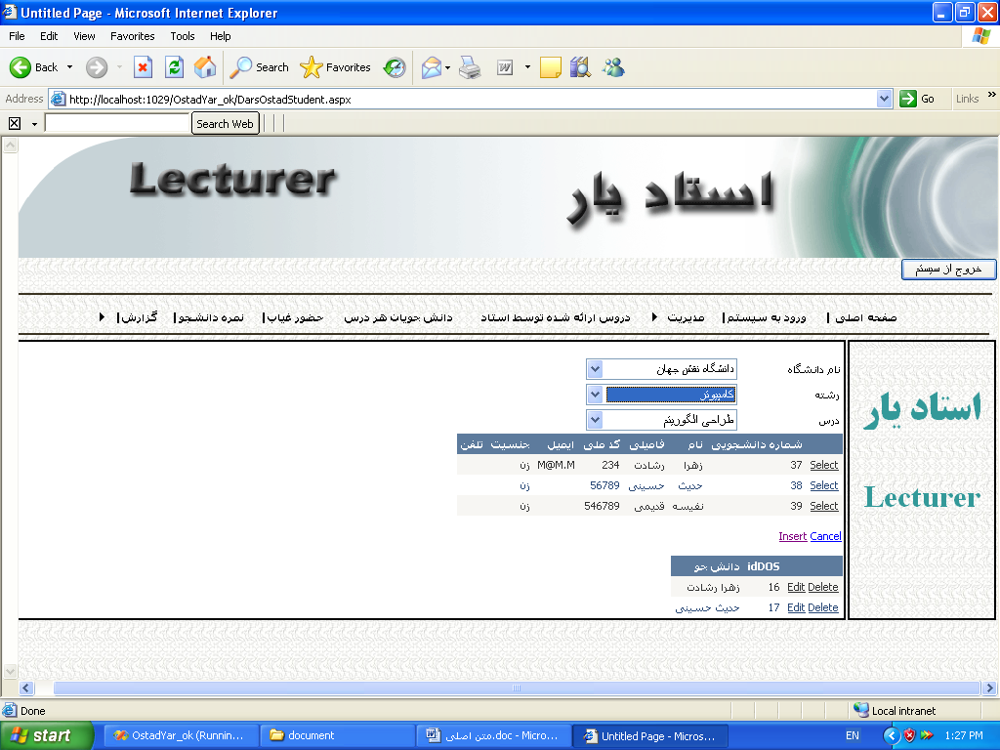 Untitled Page - Microsoft Internet Explorer
File Edit View Favorites Tools Help
Back Search Favorites
Address http://localhost:1029/OstadYar_ok/DarsOstadStudent.aspx Go Links »
Search Web
Lecturer استاد یار
خروج از سیستم
صفحه اصلی | ورود به سیستم | مدیریت دروس ارائه شده توسط استاد دانش جویان هر درس حضور غیاب | نمره دانشجو | گزارش |
نام دانشگاه دانشگاه نقش جهان
رشته کامپیوتر
درس طراحی الگوریتم
شماره دانشجویی نام فامیلی کد ملی ایمیل جنسیت تلفن
Select 37 زهرا رشادت 234 M@M.M زن
Select 38 حدیث حسینی 56789 زن
Select 39 نفیسه قدیمی 546789 زن
Insert Cancel
idDOS دانش جو
Edit Delete 16 زهرا رشادت
Edit Delete 17 حدیث حسینی
استاد یار
Lecturer
Done Local intranet
start OstadYar_ok (Runnin... document متن اصلی.doc - Micro... Untitled Page - Micros... EN 1:27 PM